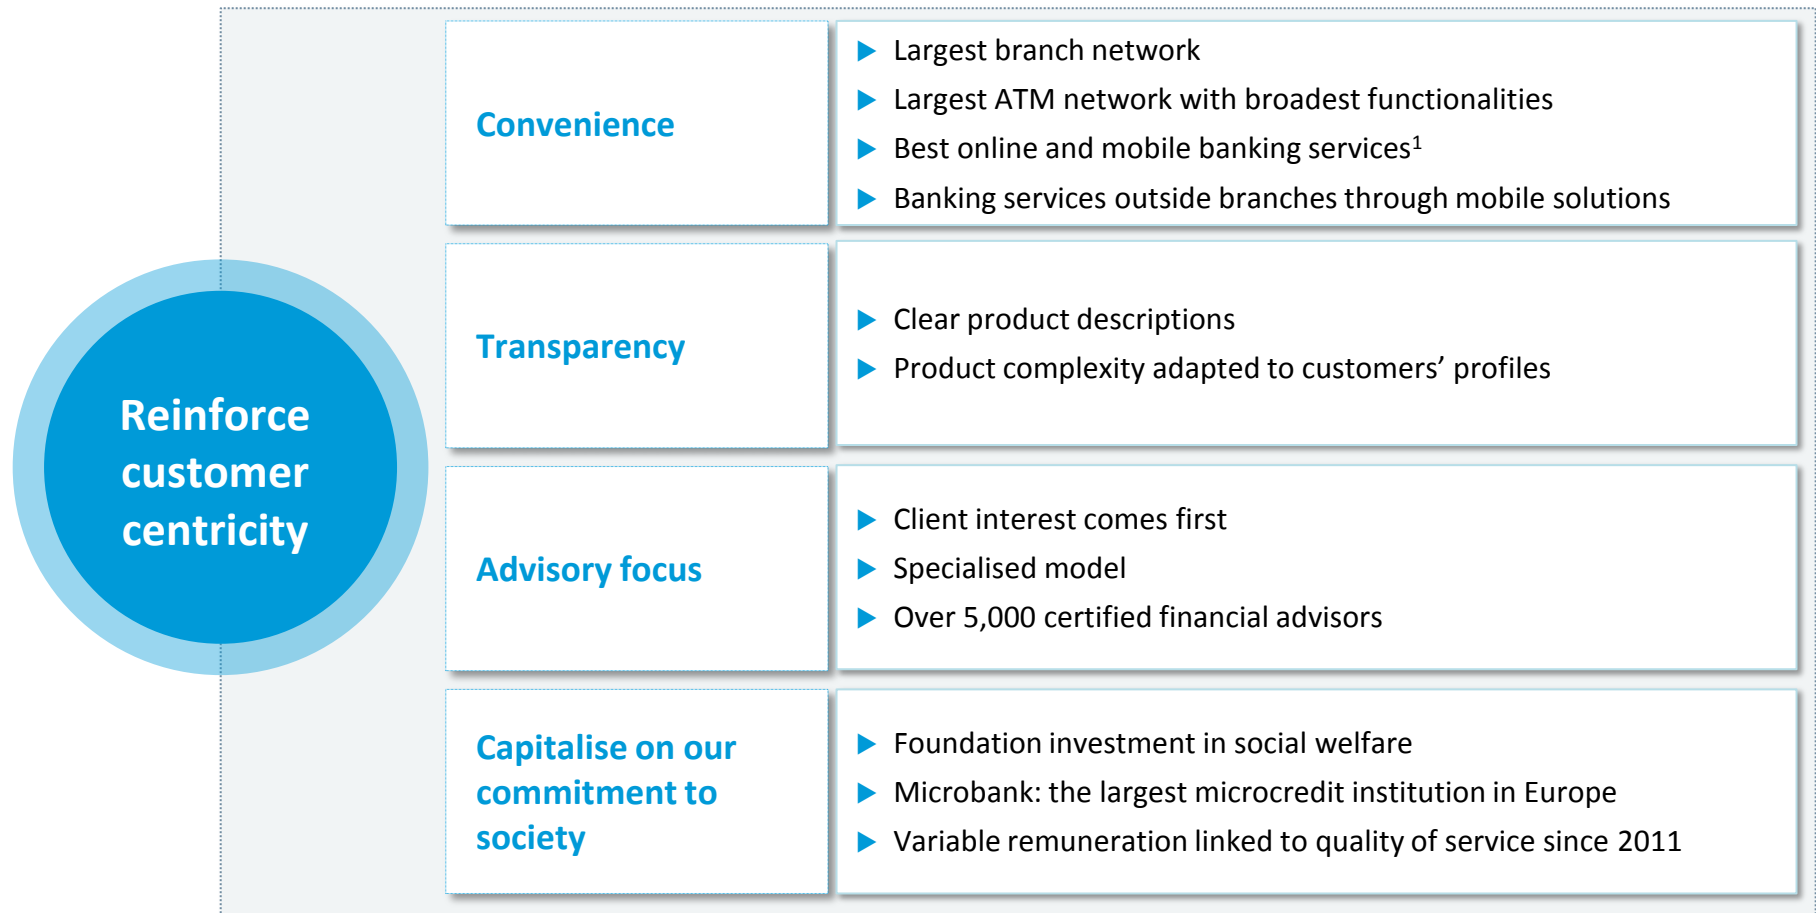 Reinforce
customer
centricity
Convenience
Largest branch network
Largest ATM network with broadest functionalities
Best online and mobile banking services¹
Banking services outside branches through mobile solutions
Transparency
Clear product descriptions
Product complexity adapted to customers’ profiles
Advisory focus
Client interest comes first
Specialised model
Over 5,000 certified financial advisors
Capitalise on our
commitment to
society
Foundation investment in social welfare
Microbank: the largest microcredit institution in Europe
Variable remuneration linked to quality of service since 2011